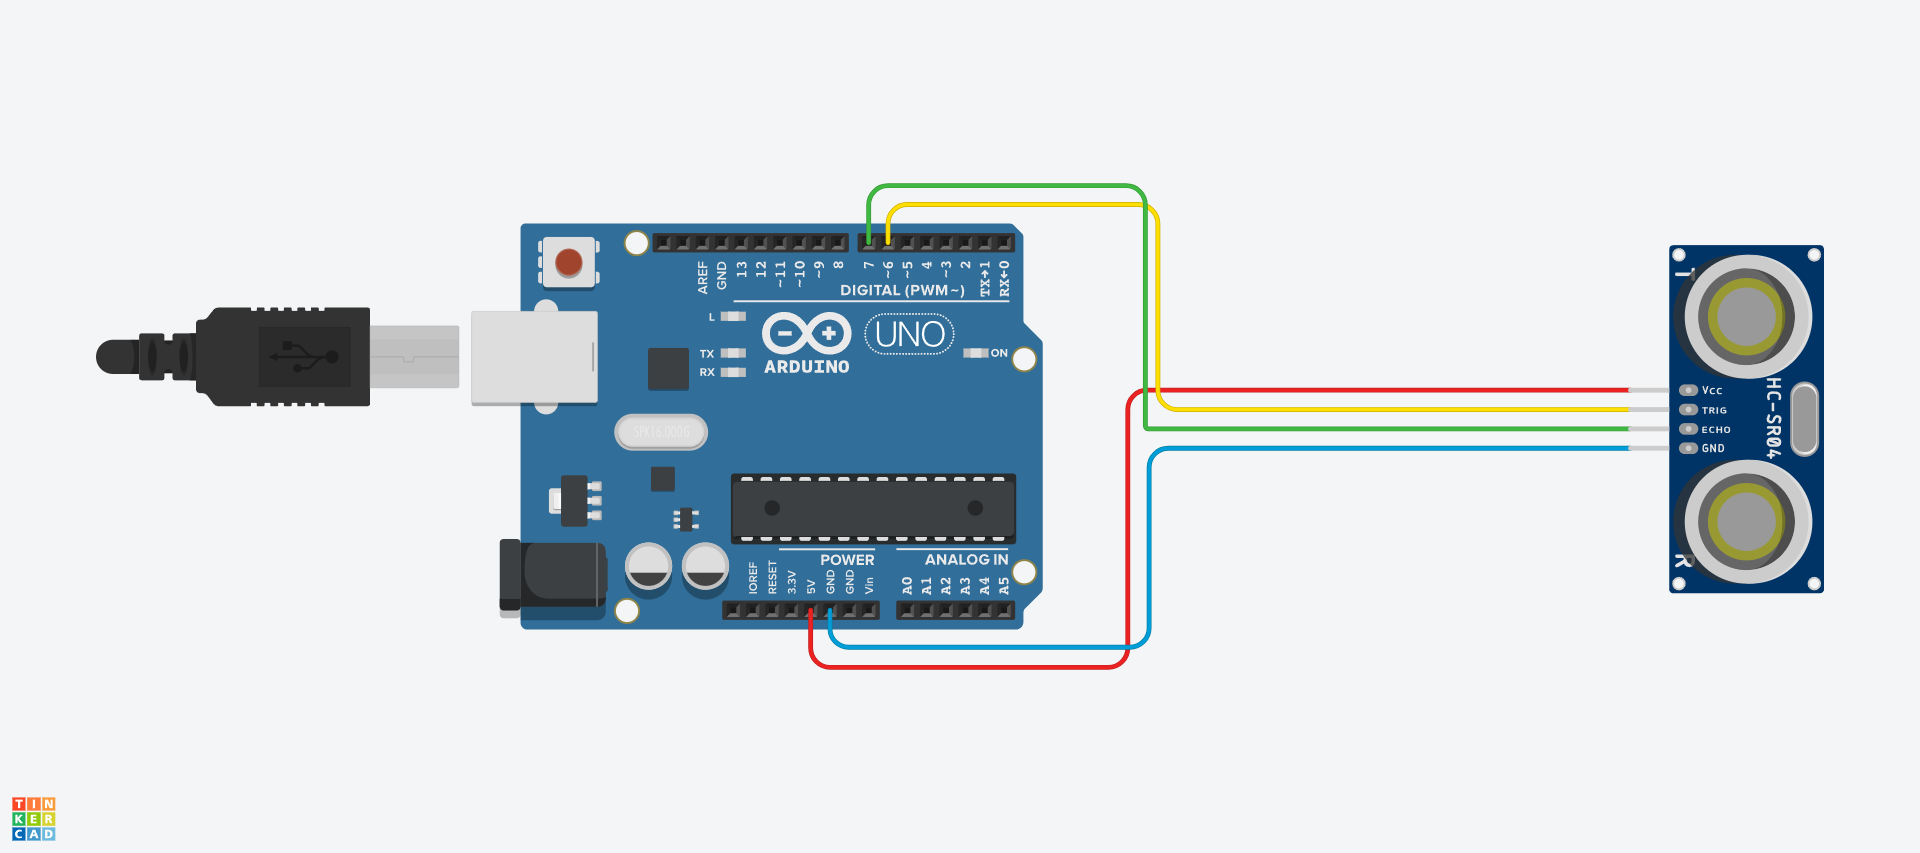 AREF
GND
13
12
~11
~10
~9
8
7
~6
~5
4
~3
2
TX→1
RX←0
DIGITAL (PWM~)
L
TX
RX
ARDUINO
UNO
ON
SPK16.000G
POWER
ANALOG IN
IOREF
RESET
3.3V
5V
GND
GND
Vin
A0
A1
A2
A3
A4
A5
T
HC-SR04
Vcc
TRIG
ECHO
GND
R
TIN
KER
CAD